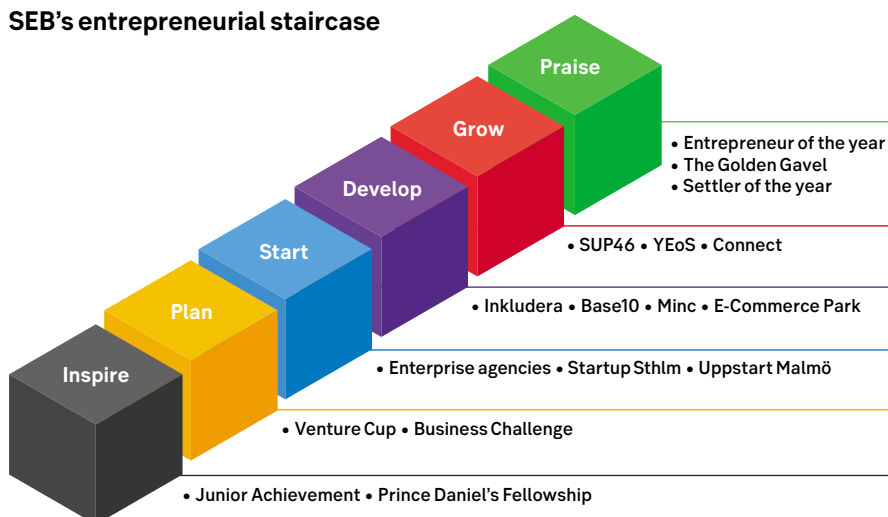 SEB’s entrepreneurial staircase
Praise
• Entrepreneur of the year
• The Golden Gavel
• Settler of the year
Grow
• SUP46 • YEoS • Connect
Develop
• Inkludera • Base10 • Minc • E-Commerce Park
Start
• Enterprise agencies • Startup Sthlm • Uppstart Malmö
Plan
• Venture Cup • Business Challenge
Inspire
• Junior Achievement • Prince Daniel’s Fellowship